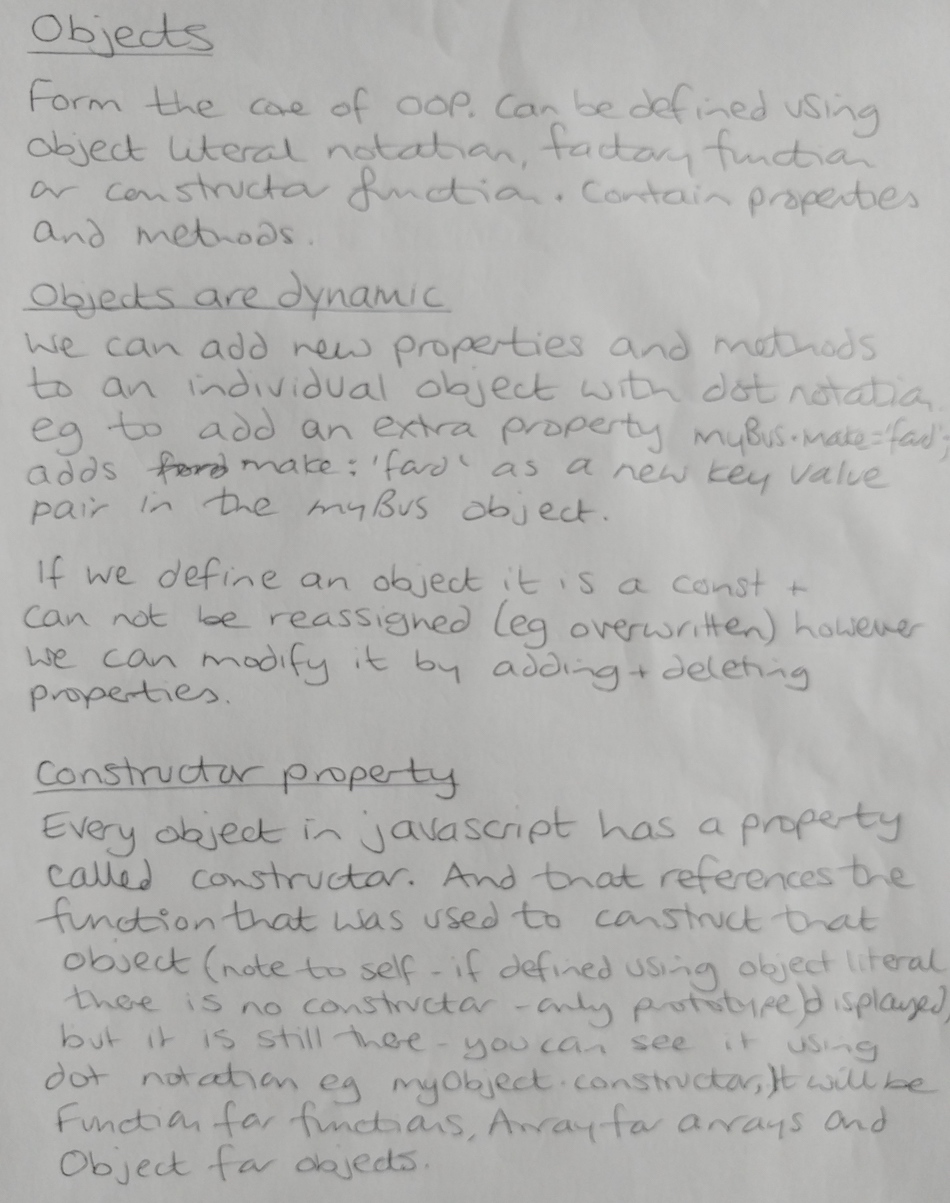 Objects
Form the core of OOP. Can be defined using
object literal notation, factory function
or constructor function. Contain properties
and methods.
Objects are dynamic
We can add new properties and methods
to an individual object with dot notation.
eg to add an extra property myBus.make='ford';
adds ford make: 'ford' as a new key value
pair in the myBus object.
If we define an object it is a const +
can not be reassigned (eg overwritten) however
we can modify it by adding + deleting
properties.
Constructor property
Every object in javascript has a property
called constructor. And that references the
function that was used to construct that
object (note to self - if defined using object literal
there is no constructor - only prototype) displayed,
but it is still there - you can see it using
dot notation eg myObject.constructor,) It will be
Function for functions, Array for arrays and
Object for objects.